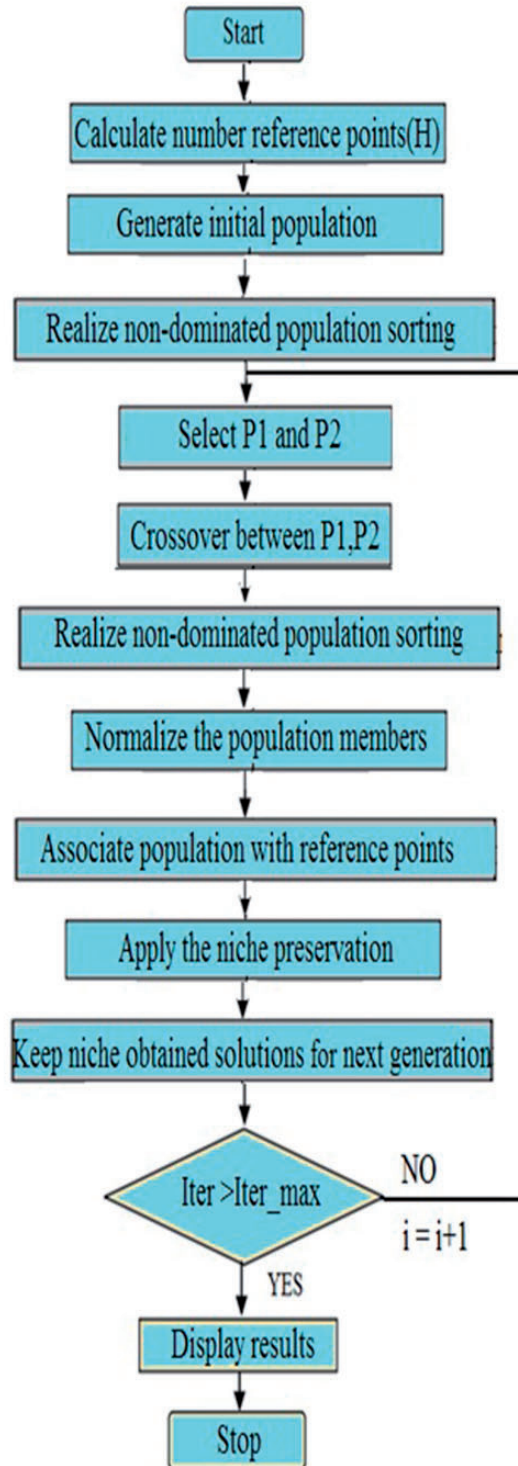 Start
Calculate number reference points(H)
Generate initial population
Realize non-dominated population sorting
Select P1 and P2
Crossover between P1,P2
Realize non-dominated population sorting
Normalize the population members
Associate population with reference points
Apply the niche preservation
Keep niche obtained solutions for next generation
Iter >Iter_max
NO
i = i+1
YES
Display results
Stop